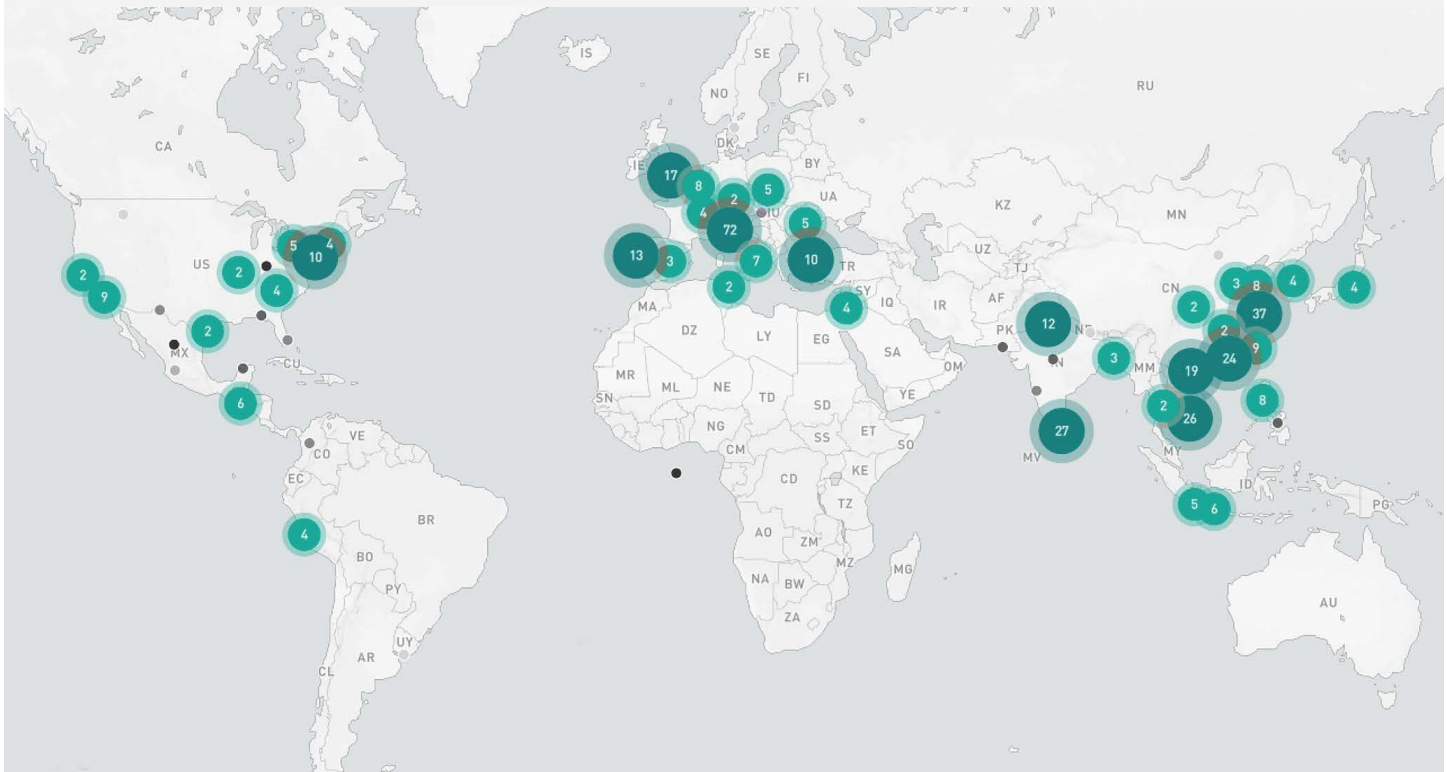 IS
SE
FI
NO
RU
CA
DK
IE
17
BY
8
5
2
UA
4
IU
KZ
MN
72
5
5
4
10
13
3
7
10
UZ
TR
TJ
US
2
2
9
4
2
SY
IQ
IR
AF
CN
3
8
4
4
MA
4
2
37
DZ
LY
EG
PK
12
NP
2
2
SA
MX
CU
OM
IN
3
MM
24
9
19
MR
ML
NE
TD
SD
YE
SN
6
2
26
8
NG
ET
VE
CO
CM
SS
SO
27
MV
MY
EC
KE
CD
ID
TZ
5
6
PG
BR
4
AO
ZM
BO
MZ
MG
NA
BW
PY
AU
ZA
UY
AR
CL